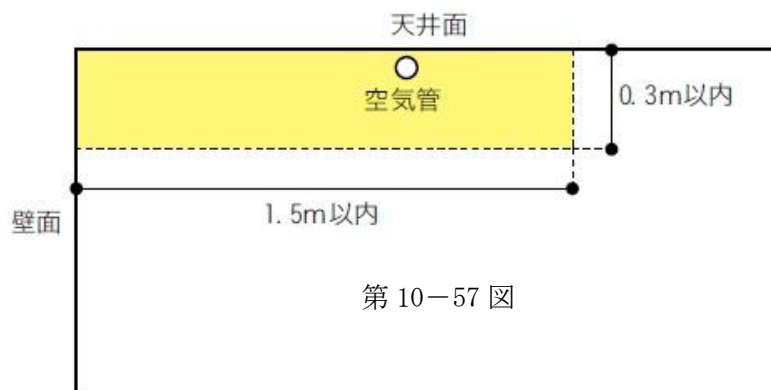 天井面
空気管
0.3m以内
1.5m以内
壁面
第10−57図